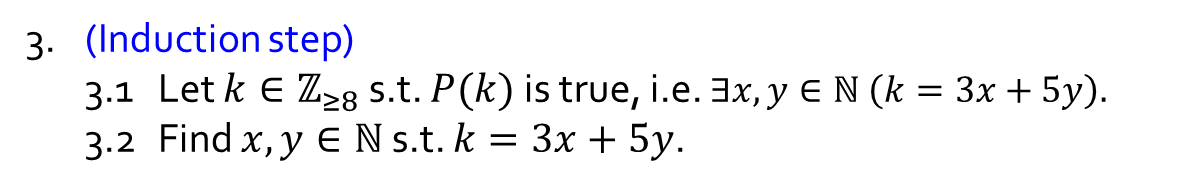 3. (Induction step)
3.1 Let k ∈ ℤ≥8 s.t. P(k) is true, i.e. ∃x, y ∈ ℕ (k = 3x + 5y).
3.2 Find x, y ∈ ℕ s.t. k = 3x + 5y.